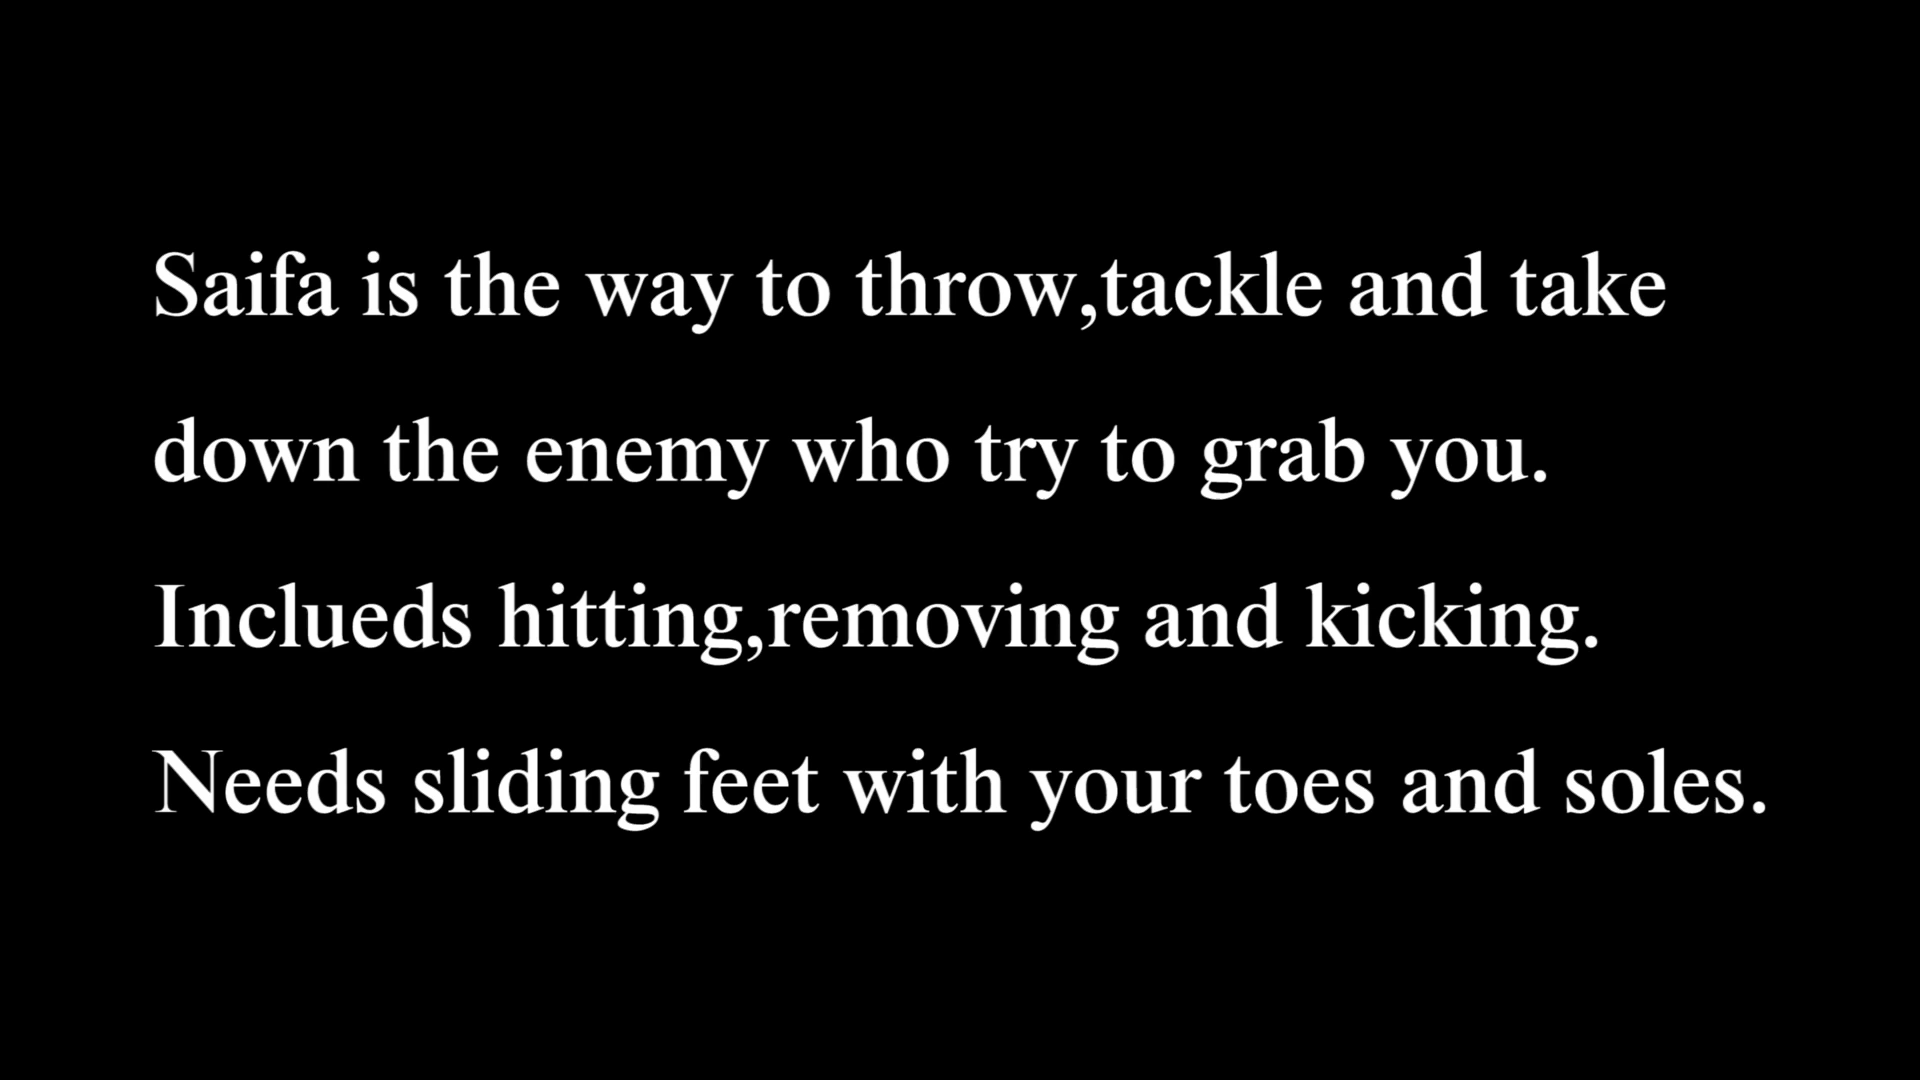 Saifa is the way to throw,tackle and take
down the enemy who try to grab you.
Inclueds hitting,removing and kicking.
Needs sliding feet with your toes and soles.